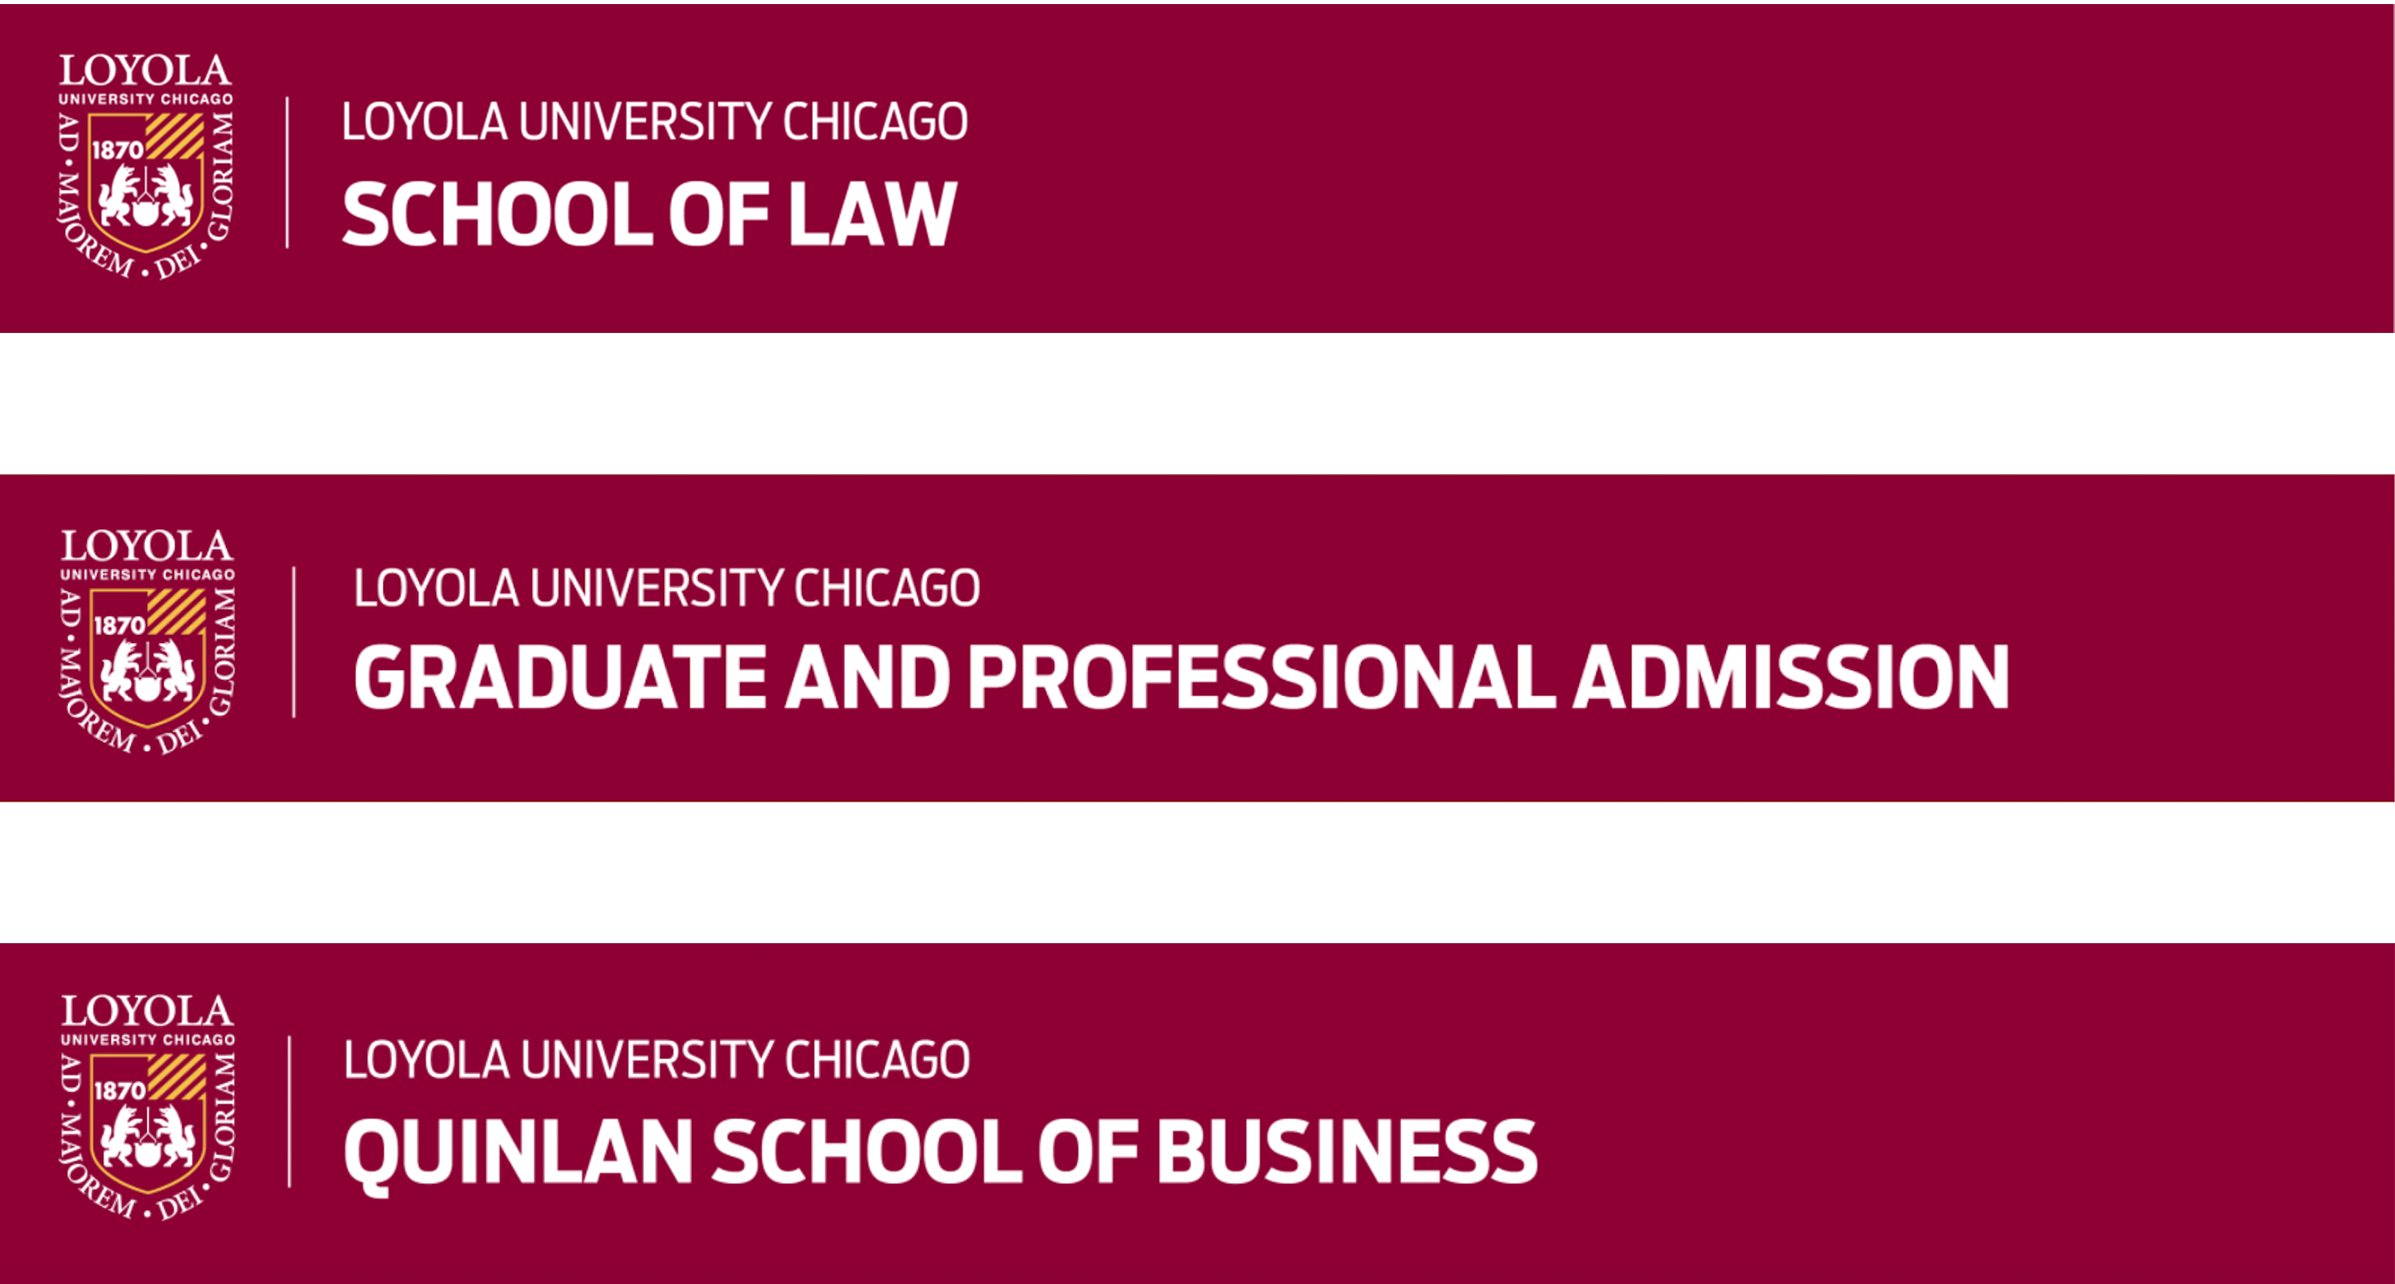 LOYOLA
UNIVERSITY CHICAGO
1870
AD • MAJOREM • DEI • GLORIAM
LOYOLA UNIVERSITY CHICAGO
SCHOOL OF LAW
LOYOLA
UNIVERSITY CHICAGO
1870
AD • MAJOREM • DEI • GLORIAM
LOYOLA UNIVERSITY CHICAGO
GRADUATE AND PROFESSIONAL ADMISSION
LOYOLA
UNIVERSITY CHICAGO
1870
AD • MAJOREM • DEI • GLORIAM
LOYOLA UNIVERSITY CHICAGO
QUINLAN SCHOOL OF BUSINESS